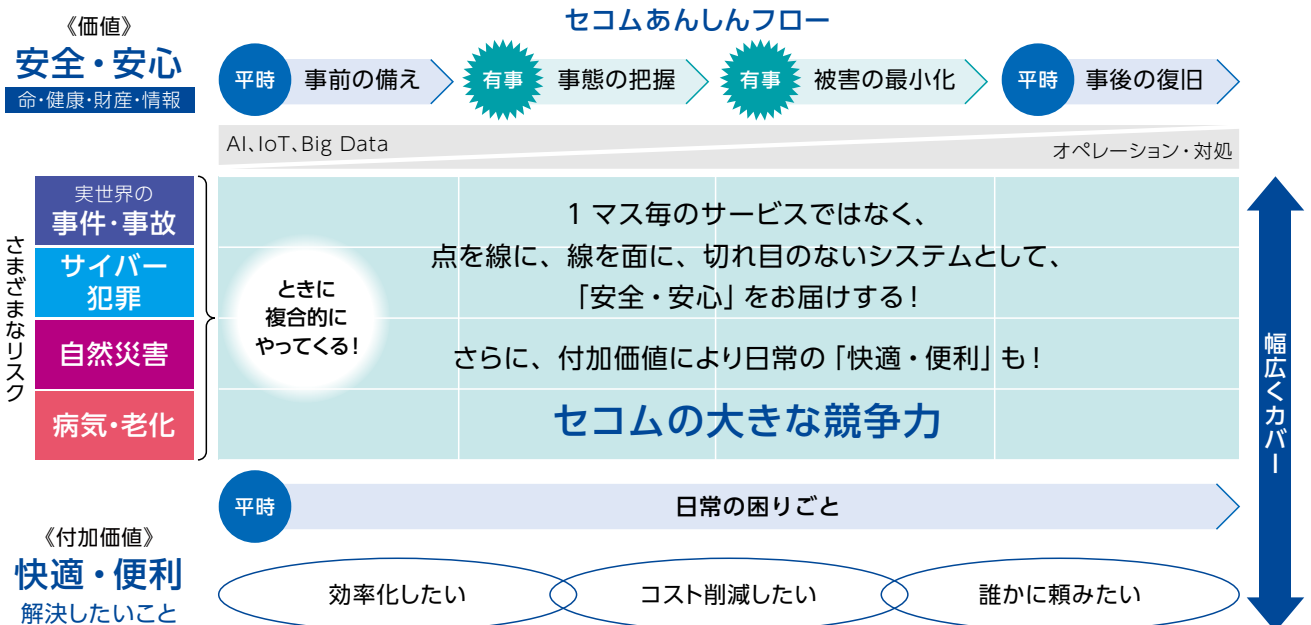 《価値》
安全・安心
命・健康・財産・情報
セコムあんしんフロー
平時
事前の備え
有事
事態の把握
有事
被害の最小化
平時
事後の復旧
AI、IoT、Big Data
オペレーション・対処
さまざまなリスク
実世界の
事件・事故
サイバー
犯罪
自然災害
病気・老化
ときに
複合的に
やってくる！
1 マス毎のサービスではなく、
点を線に、線を面に、切れ目のないシステムとして、
「安全・安心」をお届けする！
さらに、付加価値により日常の「快適・便利」も！
セコムの大きな競争力
幅広くカバー
平時
日常の困りごと
《付加価値》
快適・便利
解決したいこと
効率化したい
コスト削減したい
誰かに頼みたい